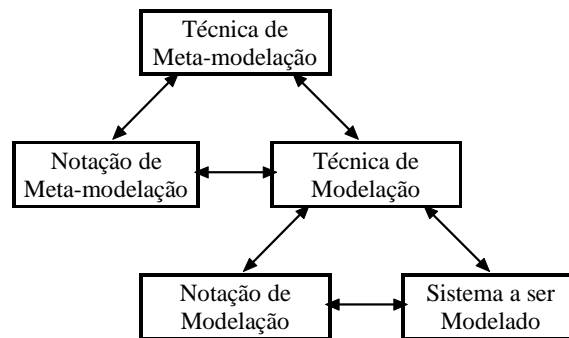 Técnica de
Meta-modelação
Notação de
Meta-modelação
Técnica de
Modelação
Notação de
Modelação
Sistema a ser
Modelado